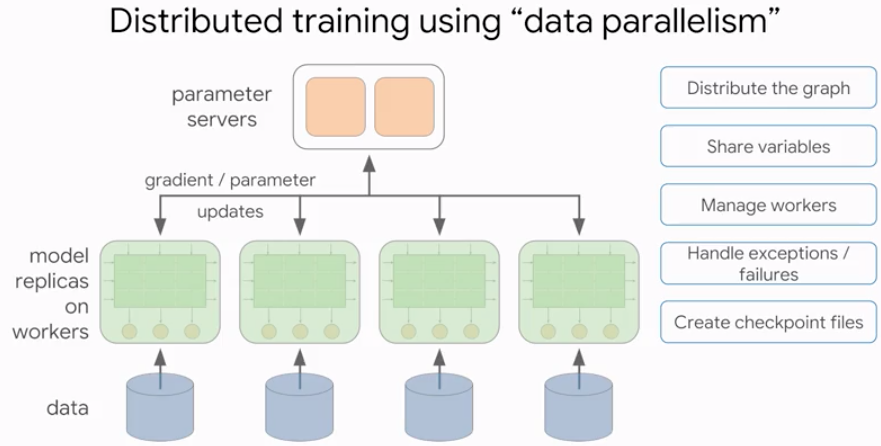 Distributed training using “data parallelism”
parameter
servers
gradient / parameter
updates
model
replicas
on
workers
data
Distribute the graph
Share variables
Manage workers
Handle exceptions /
failures
Create checkpoint files